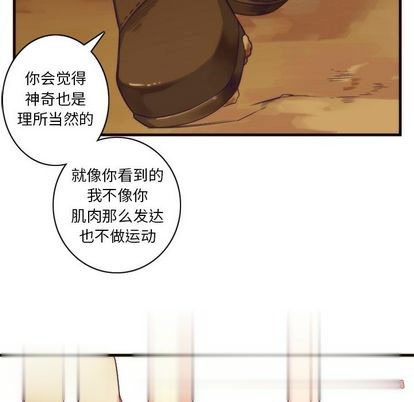 你会觉得
神奇也是
理所当然的
就像你看到的
我不像你
肌肉那么发达
也不做运动